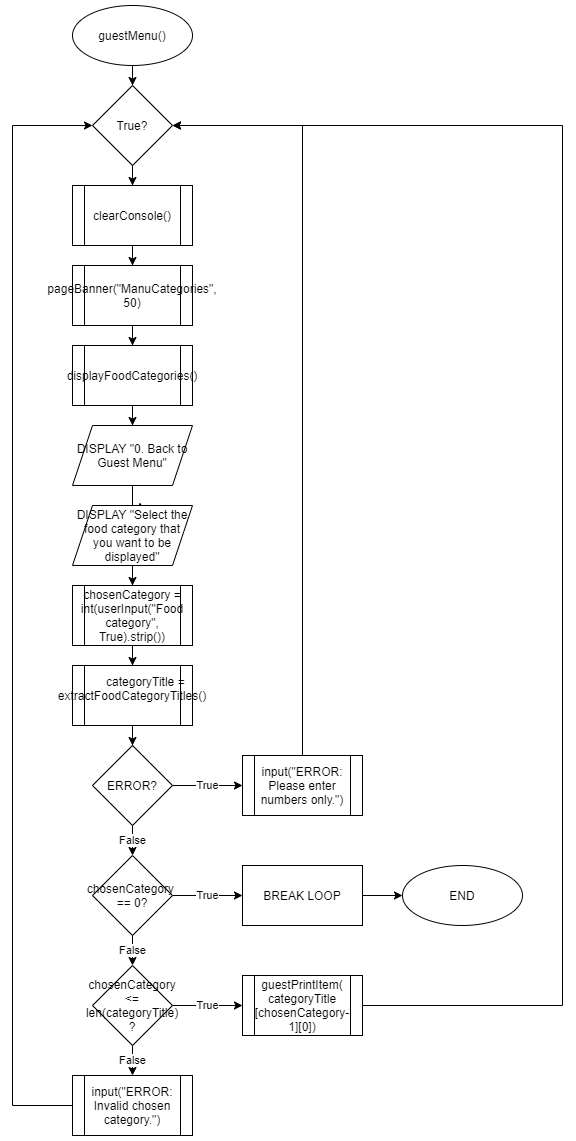 guestMenu()
True?
clearConsole()
pageBanner("ManuCategories",
50)
displayFoodCategories()
DISPLAY "0. Back to
Guest Menu"
DISPLAY "Select the
food category that
you want to be
displayed"
chosenCategory =
int(userInput("Food
category",
True).strip())
categoryTitle =
extractFoodCategoryTitles()
ERROR?
True
input("ERROR:
Please enter
numbers only.")
False
chosenCategory
== 0?
True
BREAK LOOP
END
False
chosenCategory
<=
len(categoryTitle)
?
True
guestPrintItem(
categoryTitle
[chosenCategory-
1][0])
False
input("ERROR:
Invalid chosen
category.")